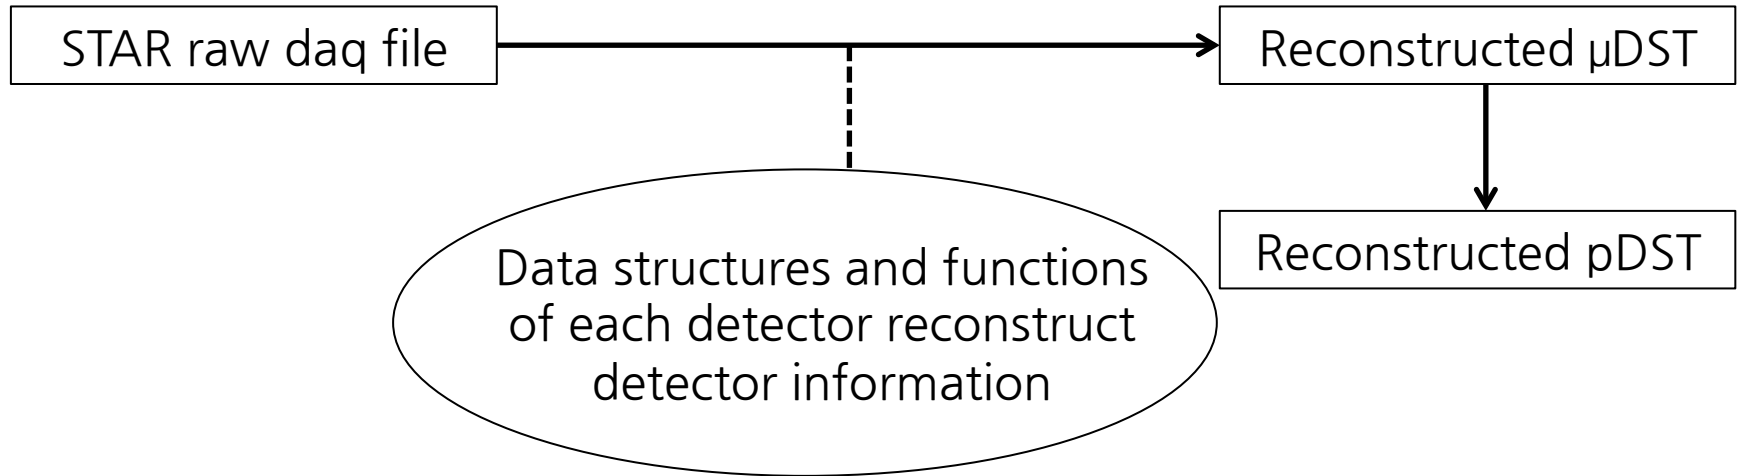 STAR raw daq file
Reconstructed µDST
Reconstructed pDST
Data structures and functions
of each detector reconstruct
detector information